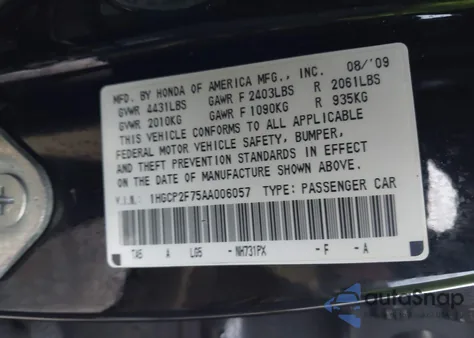 MFD. BY HONDA OF AMERICA MFG., INC. 08/'09
GVWR 4431LBS GAWR F 2403LBS R 2061LBS
GVWR 2010KG GAWR F 1090KG R 935KG
THIS VEHICLE CONFORMS TO ALL APPLICABLE
FEDERAL MOTOR VEHICLE SAFETY, BUMPER,
AND THEFT PREVENTION STANDARDS IN EFFECT
ON THE DATE OF MANUFACTURE SHOWN ABOVE.
V.I.N.: 1HGCP2F75AA006057 TYPE: PASSENGER CAR
TA5 A LG5 -NH731PX -F -A
autoSnap